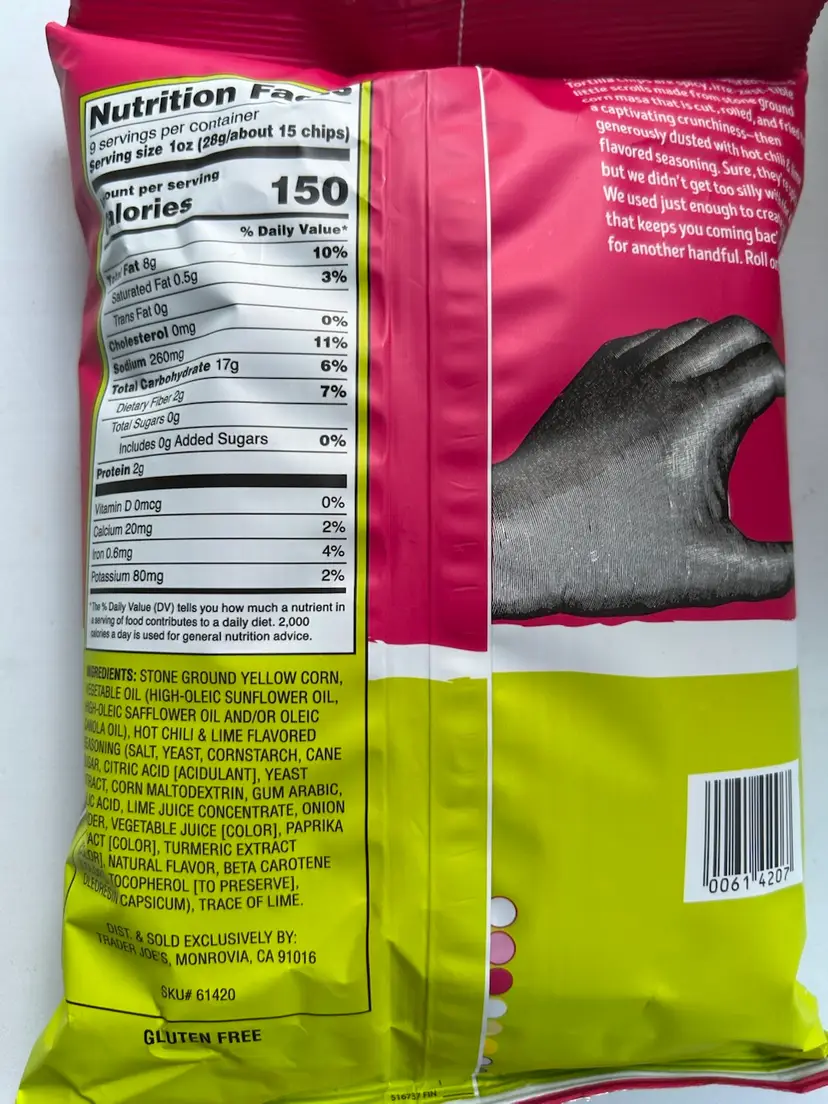 Nutrition
9 servings per container
Serving size 1oz (28g/about 15 chips)
per serving
150
% Daily Value*
Fat 8g 10%
Saturated Fat 0.5g 3%
Trans Fat 0g
Cholesterol 0mg 0%
Sodium 260mg 11%
Total Carbohydrate 17g 6%
Dietary Fiber 2g 7%
Total Sugars 0g
Includes 0g Added Sugars 0%
Protein 2g
Vitamin D 0mcg 0%
Calcium 20mg 2%
Iron 0.6mg 4%
Potassium 80mg 2%
*The % Daily Value (DV) tells you how much a nutrient in
a serving of food contributes to a daily diet. 2,000
calories a day is used for general nutrition advice.
INGREDIENTS: STONE GROUND YELLOW CORN,
VEGETABLE OIL (HIGH-OLEIC SUNFLOWER OIL,
HIGH-OLEIC SAFFLOWER OIL AND/OR OLEIC
CANOLA OIL), HOT CHILI & LIME FLAVORED
SEASONING (SALT, YEAST, CORNSTARCH, CANE
SUGAR, CITRIC ACID [ACIDULANT], YEAST
EXTRACT, CORN MALTODEXTRIN, GUM ARABIC,
ACID, LIME JUICE CONCENTRATE, ONION
VEGETABLE JUICE [COLOR], PAPRIKA
[COLOR], TURMERIC EXTRACT
NATURAL FLAVOR, BETA CAROTENE
TOCOPHEROL [TO PRESERVE],
CAPSICUM), TRACE OF LIME.
DIST. & SOLD EXCLUSIVELY BY:
TRADER JOE'S, MONROVIA, CA 91016
SKU# 61420
GLUTEN FREE
little scrolls made from stone ground
corn masa that is cut, rolled, and fried
a captivating crunchiness—then
generously dusted with hot chili
flavored seasoning. Sure, they're
but we didn't get too silly
We used just enough to
that keeps you coming
for another handful. Roll
0061 4207
516757 FIN